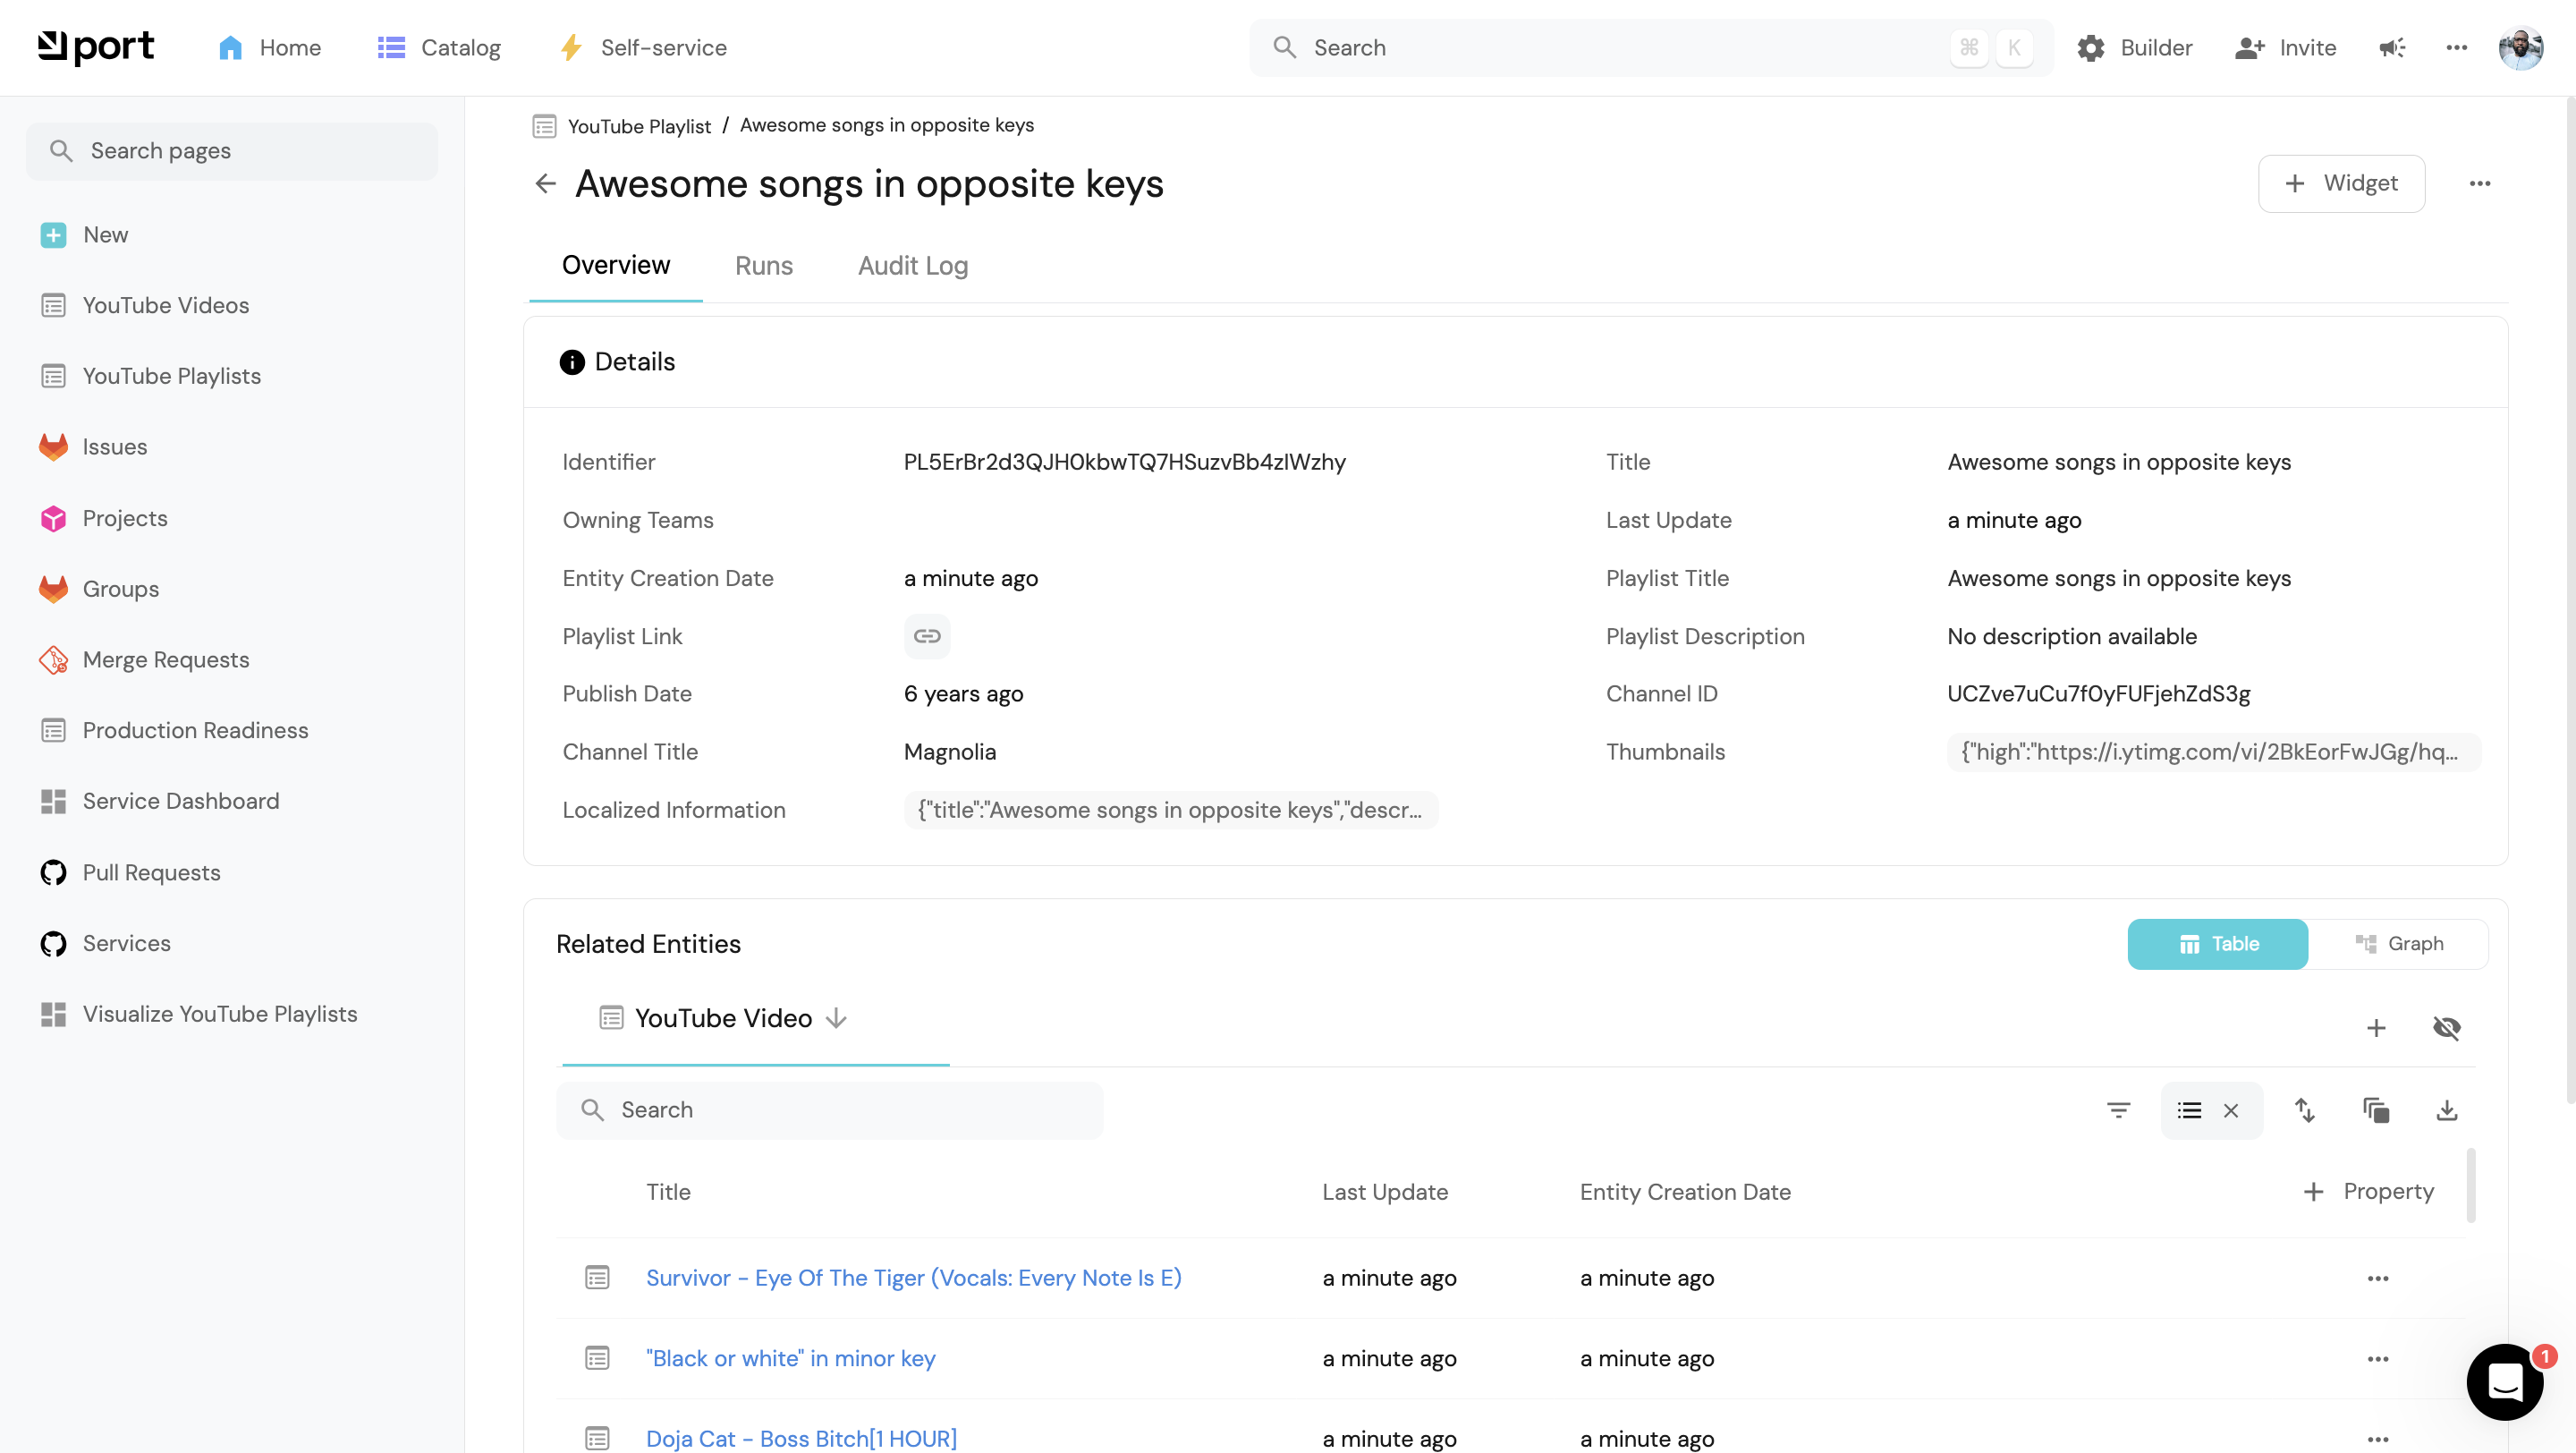 port
Home
Catalog
Self-service
Search
⌘ K
Builder
Invite
Search pages
New
YouTube Videos
YouTube Playlists
Issues
Projects
Groups
Merge Requests
Production Readiness
Service Dashboard
Pull Requests
Services
Visualize YouTube Playlists
YouTube Playlist / Awesome songs in opposite keys
Awesome songs in opposite keys
+ Widget
Overview
Runs
Audit Log
Details
Identifier PL5ErBr2d3QJH0kbwTQ7HSuzvBb4zlWzhy
Title Awesome songs in opposite keys
Owning Teams
Last Update a minute ago
Entity Creation Date a minute ago
Playlist Title Awesome songs in opposite keys
Playlist Link
Playlist Description No description available
Publish Date 6 years ago
Channel ID UCZve7uCu7f0yFUFjehZdS3g
Channel Title Magnolia
Thumbnails {"high":"https://i.ytimg.com/vi/2BkEorFwJGg/hq...
Localized Information {"title":"Awesome songs in opposite keys","descr...
Related Entities
Table
Graph
YouTube Video
Search
Title Last Update Entity Creation Date + Property
Survivor - Eye Of The Tiger (Vocals: Every Note Is E) a minute ago a minute ago
"Black or white" in minor key a minute ago a minute ago
Doja Cat - Boss Bitch[1 HOUR] a minute ago a minute ago
1